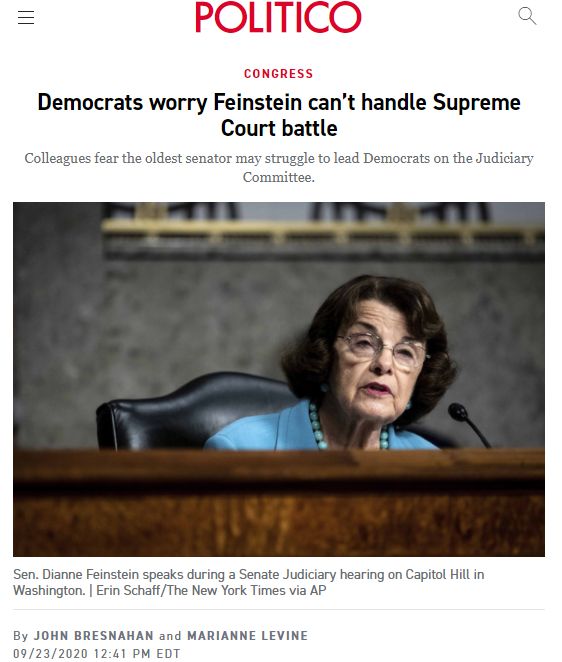 POLITICO
CONGRESS
Democrats worry Feinstein can’t handle Supreme
Court battle
Colleagues fear the oldest senator may struggle to lead Democrats on the Judiciary
Committee.
Sen. Dianne Feinstein speaks during a Senate Judiciary hearing on Capitol Hill in
Washington. | Erin Schaff/The New York Times via AP
By JOHN BRESNAHAN and MARIANNE LEVINE
09/23/2020 12:41 PM EDT